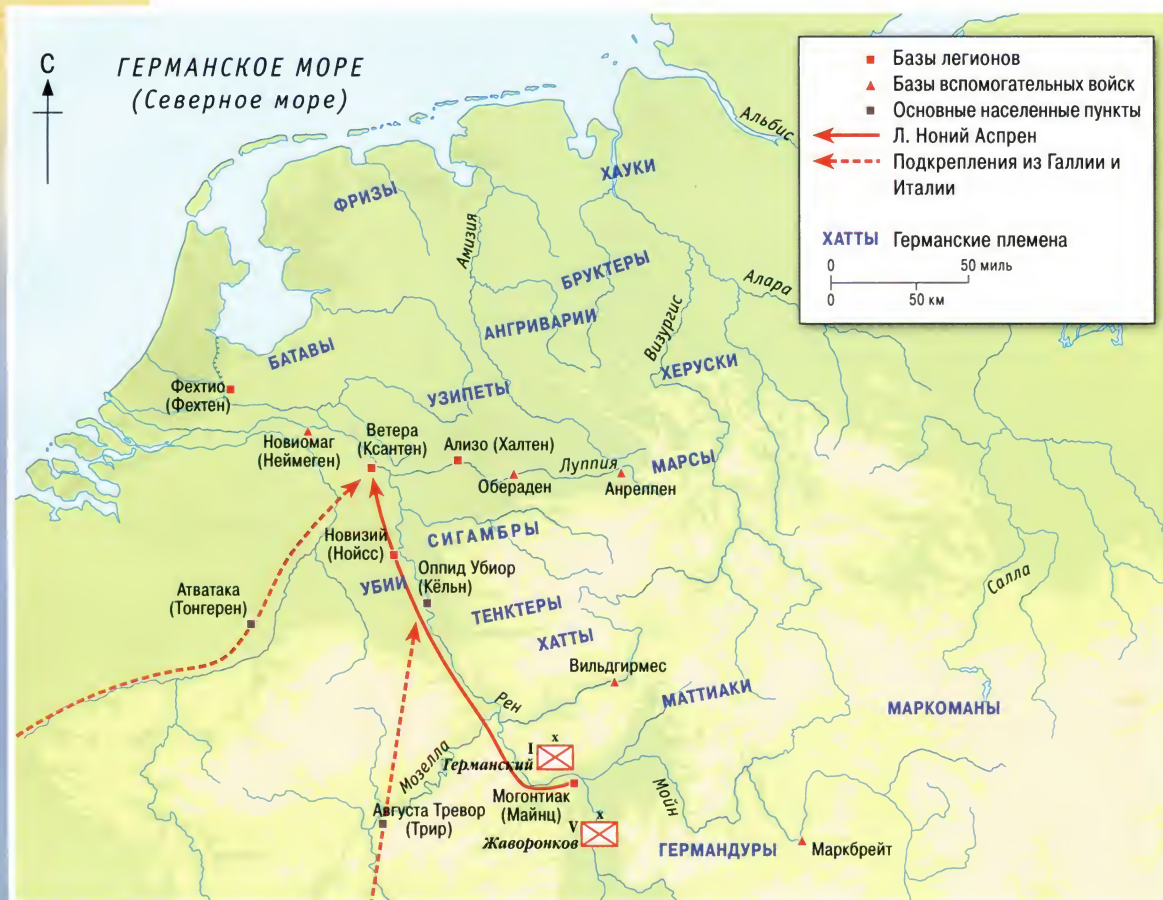 С
ГЕРМАНСКОЕ МОРЕ
(Северное море)
Базы легионов
Базы вспомогательных войск
Основные населенные пункты
Л. Ноний Аспрен
Подкрепления из Галлии и
Италии
ХАТТЫ Германские племена
0 50 миль
0 50 км
Альбис
ХАУКИ
ФРИЗЫ
Амизия
БРУКТЕРЫ
Алара
АНГРИВАРИИ
Визургис
БАТАВЫ
ХЕРУСКИ
Фехтио
(Фехтен)
УЗИПЕТЫ
Новиомаг
(Неймеген)
Ветера
(Ксантен)
Ализо (Халтен)
Луппия
МАРСЫ
Обераден
Анреппен
Новизий
(Нойсс)
СИГАМБРЫ
Оппид Убиор
(Кёльн)
УБИИ
Атватака
(Тонгерен)
ТЕНКТЕРЫ
Салла
ХАТТЫ
Вильдгирмес
МАТТИАКИ
МАРКОМАНЫ
Рен
x
I
Германский
Мозелла
Могонтиак
(Майнц)
Мойн
Августа Тревор
(Трир)
x
V
Жаворонков
ГЕРМАНДУРЫ
Маркбрейт